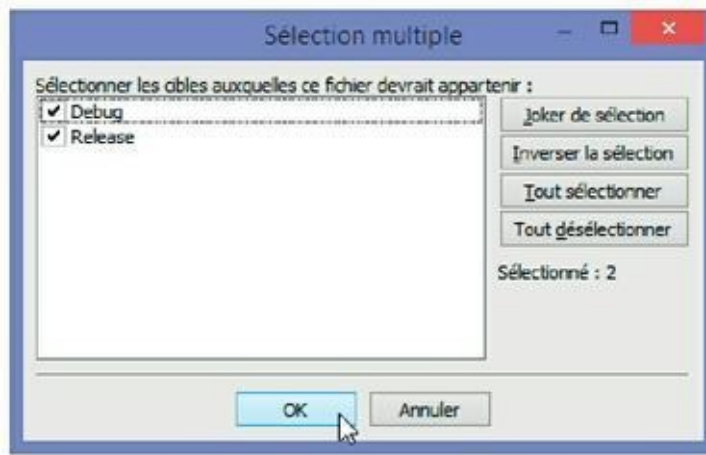 Sélection multiple
Sélectionner les cibles auxquelles ce fichier devrait appartenir :
Debug
Release
Joker de sélection
Inverser la sélection
Tout sélectionner
Tout désélectionner
Sélectionné : 2
OK
Annuler